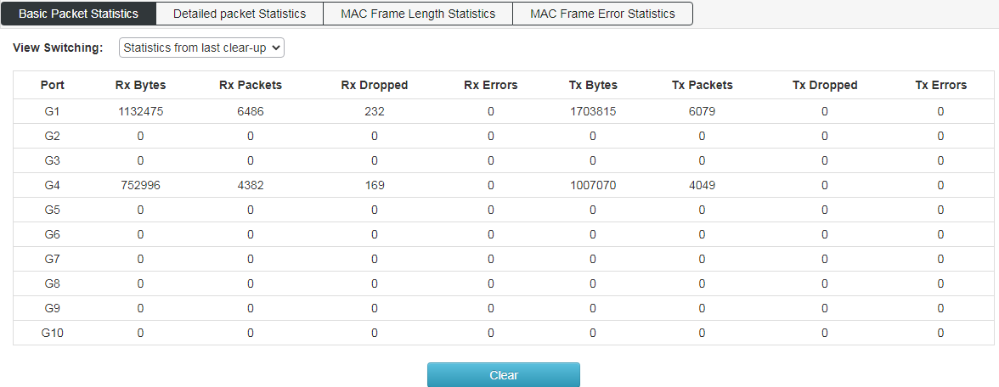 Basic Packet Statistics Detailed packet Statistics MAC Frame Length Statistics MAC Frame Error Statistics
View Switching: Statistics from last clear-up
Port Rx Bytes Rx Packets Rx Dropped Rx Errors Tx Bytes Tx Packets Tx Dropped Tx Errors
G1 1132475 6486 232 0 1703815 6079 0 0
G2 0 0 0 0 0 0 0 0
G3 0 0 0 0 0 0 0 0
G4 752996 4382 169 0 1007070 4049 0 0
G5 0 0 0 0 0 0 0 0
G6 0 0 0 0 0 0 0 0
G7 0 0 0 0 0 0 0 0
G8 0 0 0 0 0 0 0 0
G9 0 0 0 0 0 0 0 0
G10 0 0 0 0 0 0 0 0
Clear